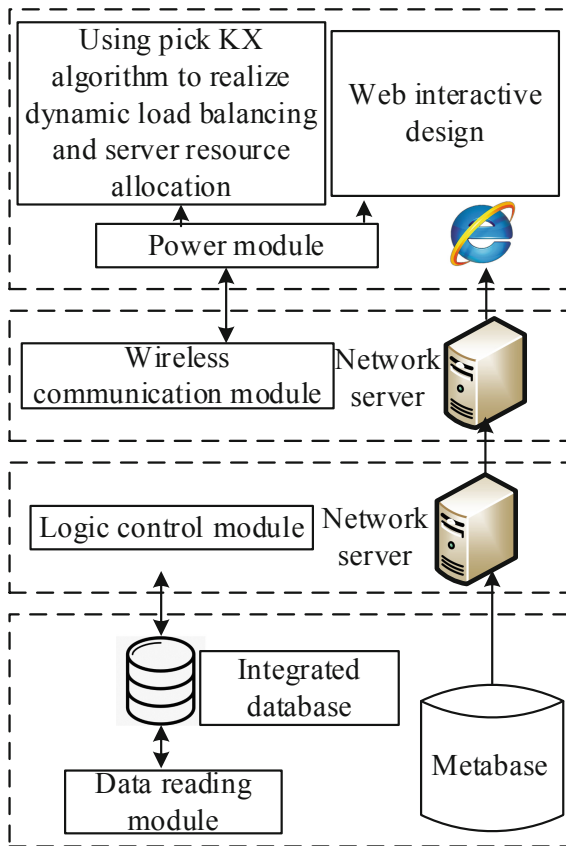 Using pick KX
algorithm to realize
dynamic load balancing
and server resource
allocation
Web interactive
design
Power module
Wireless
communication module
Network
server
Logic control module
Network
server
Integrated
database
Data reading
module
Metabase